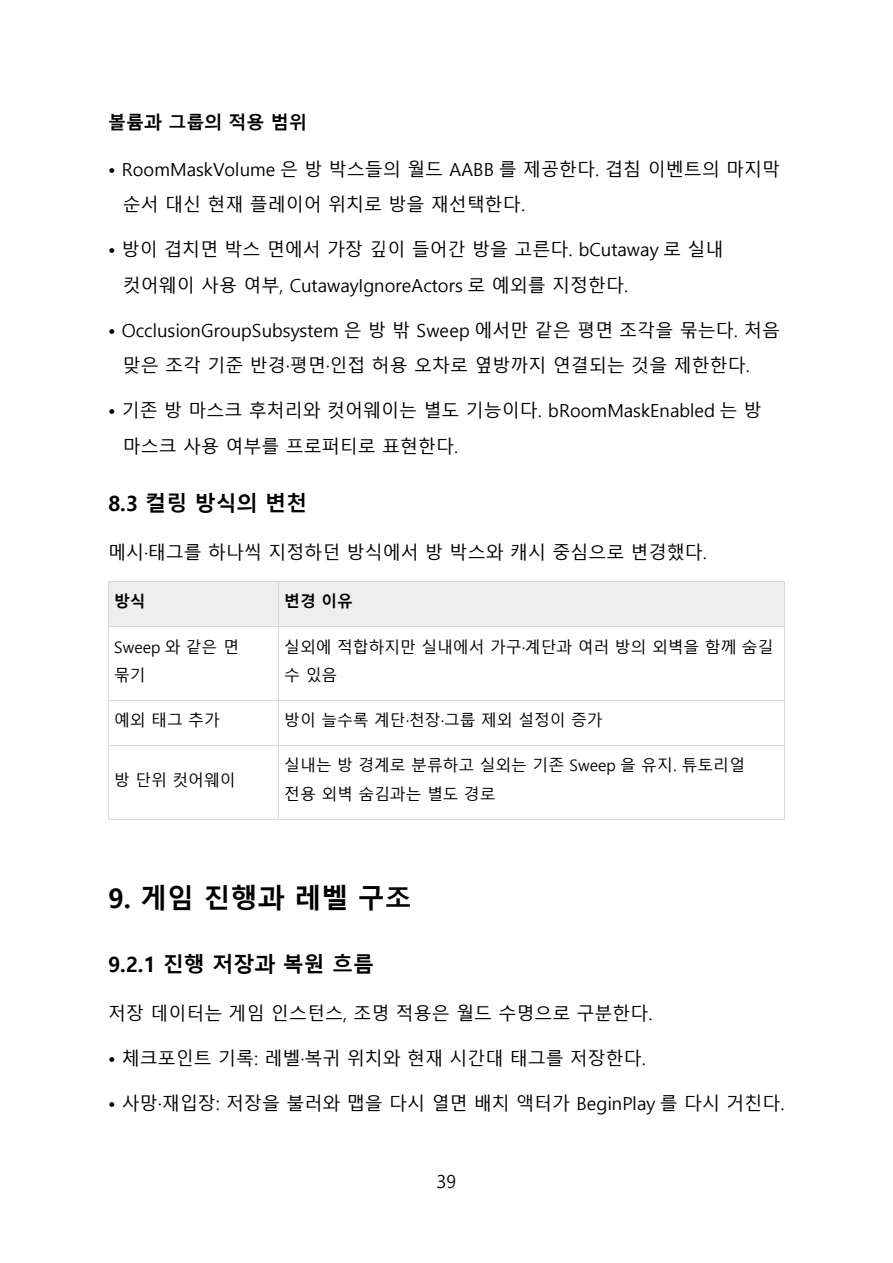 볼륨과 그룹의 적용 범위
• RoomMaskVolume 은 방 박스들의 월드 AABB 를 제공한다. 겹침 이벤트의 마지막
순서 대신 현재 플레이어 위치로 방을 재선택한다.
• 방이 겹치면 박스 면에서 가장 깊이 들어간 방을 고른다. bCutaway 로 실내
컷어웨이 사용 여부, CutawayIgnoreActors 로 예외를 지정한다.
• OcclusionGroupSubsystem 은 방 밖 Sweep 에서만 같은 평면 조각을 묶는다. 처음
맞은 조각 기준 반경·평면·인접 허용 오차로 옆방까지 연결되는 것을 제한한다.
• 기존 방 마스크 후처리와 컷어웨이는 별도 기능이다. bRoomMaskEnabled 는 방
마스크 사용 여부를 프로퍼티로 표현한다.
8.3 컬링 방식의 변천
메시·태그를 하나씩 지정하던 방식에서 방 박스와 캐시 중심으로 변경했다.
방식 변경 이유
Sweep 와 같은 면
묶기
실외에 적합하지만 실내에서 가구·계단과 여러 방의 외벽을 함께 숨길
수 있음
예외 태그 추가 방이 늘수록 계단·천장·그룹 제외 설정이 증가
방 단위 컷어웨이
실내는 방 경계로 분류하고 실외는 기존 Sweep 을 유지. 튜토리얼
전용 외벽 숨김과는 별도 경로
9. 게임 진행과 레벨 구조
9.2.1 진행 저장과 복원 흐름
저장 데이터는 게임 인스턴스, 조명 적용은 월드 수명으로 구분한다.
• 체크포인트 기록: 레벨·복귀 위치와 현재 시간대 태그를 저장한다.
• 사망·재입장: 저장을 불러와 맵을 다시 열면 배치 액터가 BeginPlay 를 다시 거친다.
39